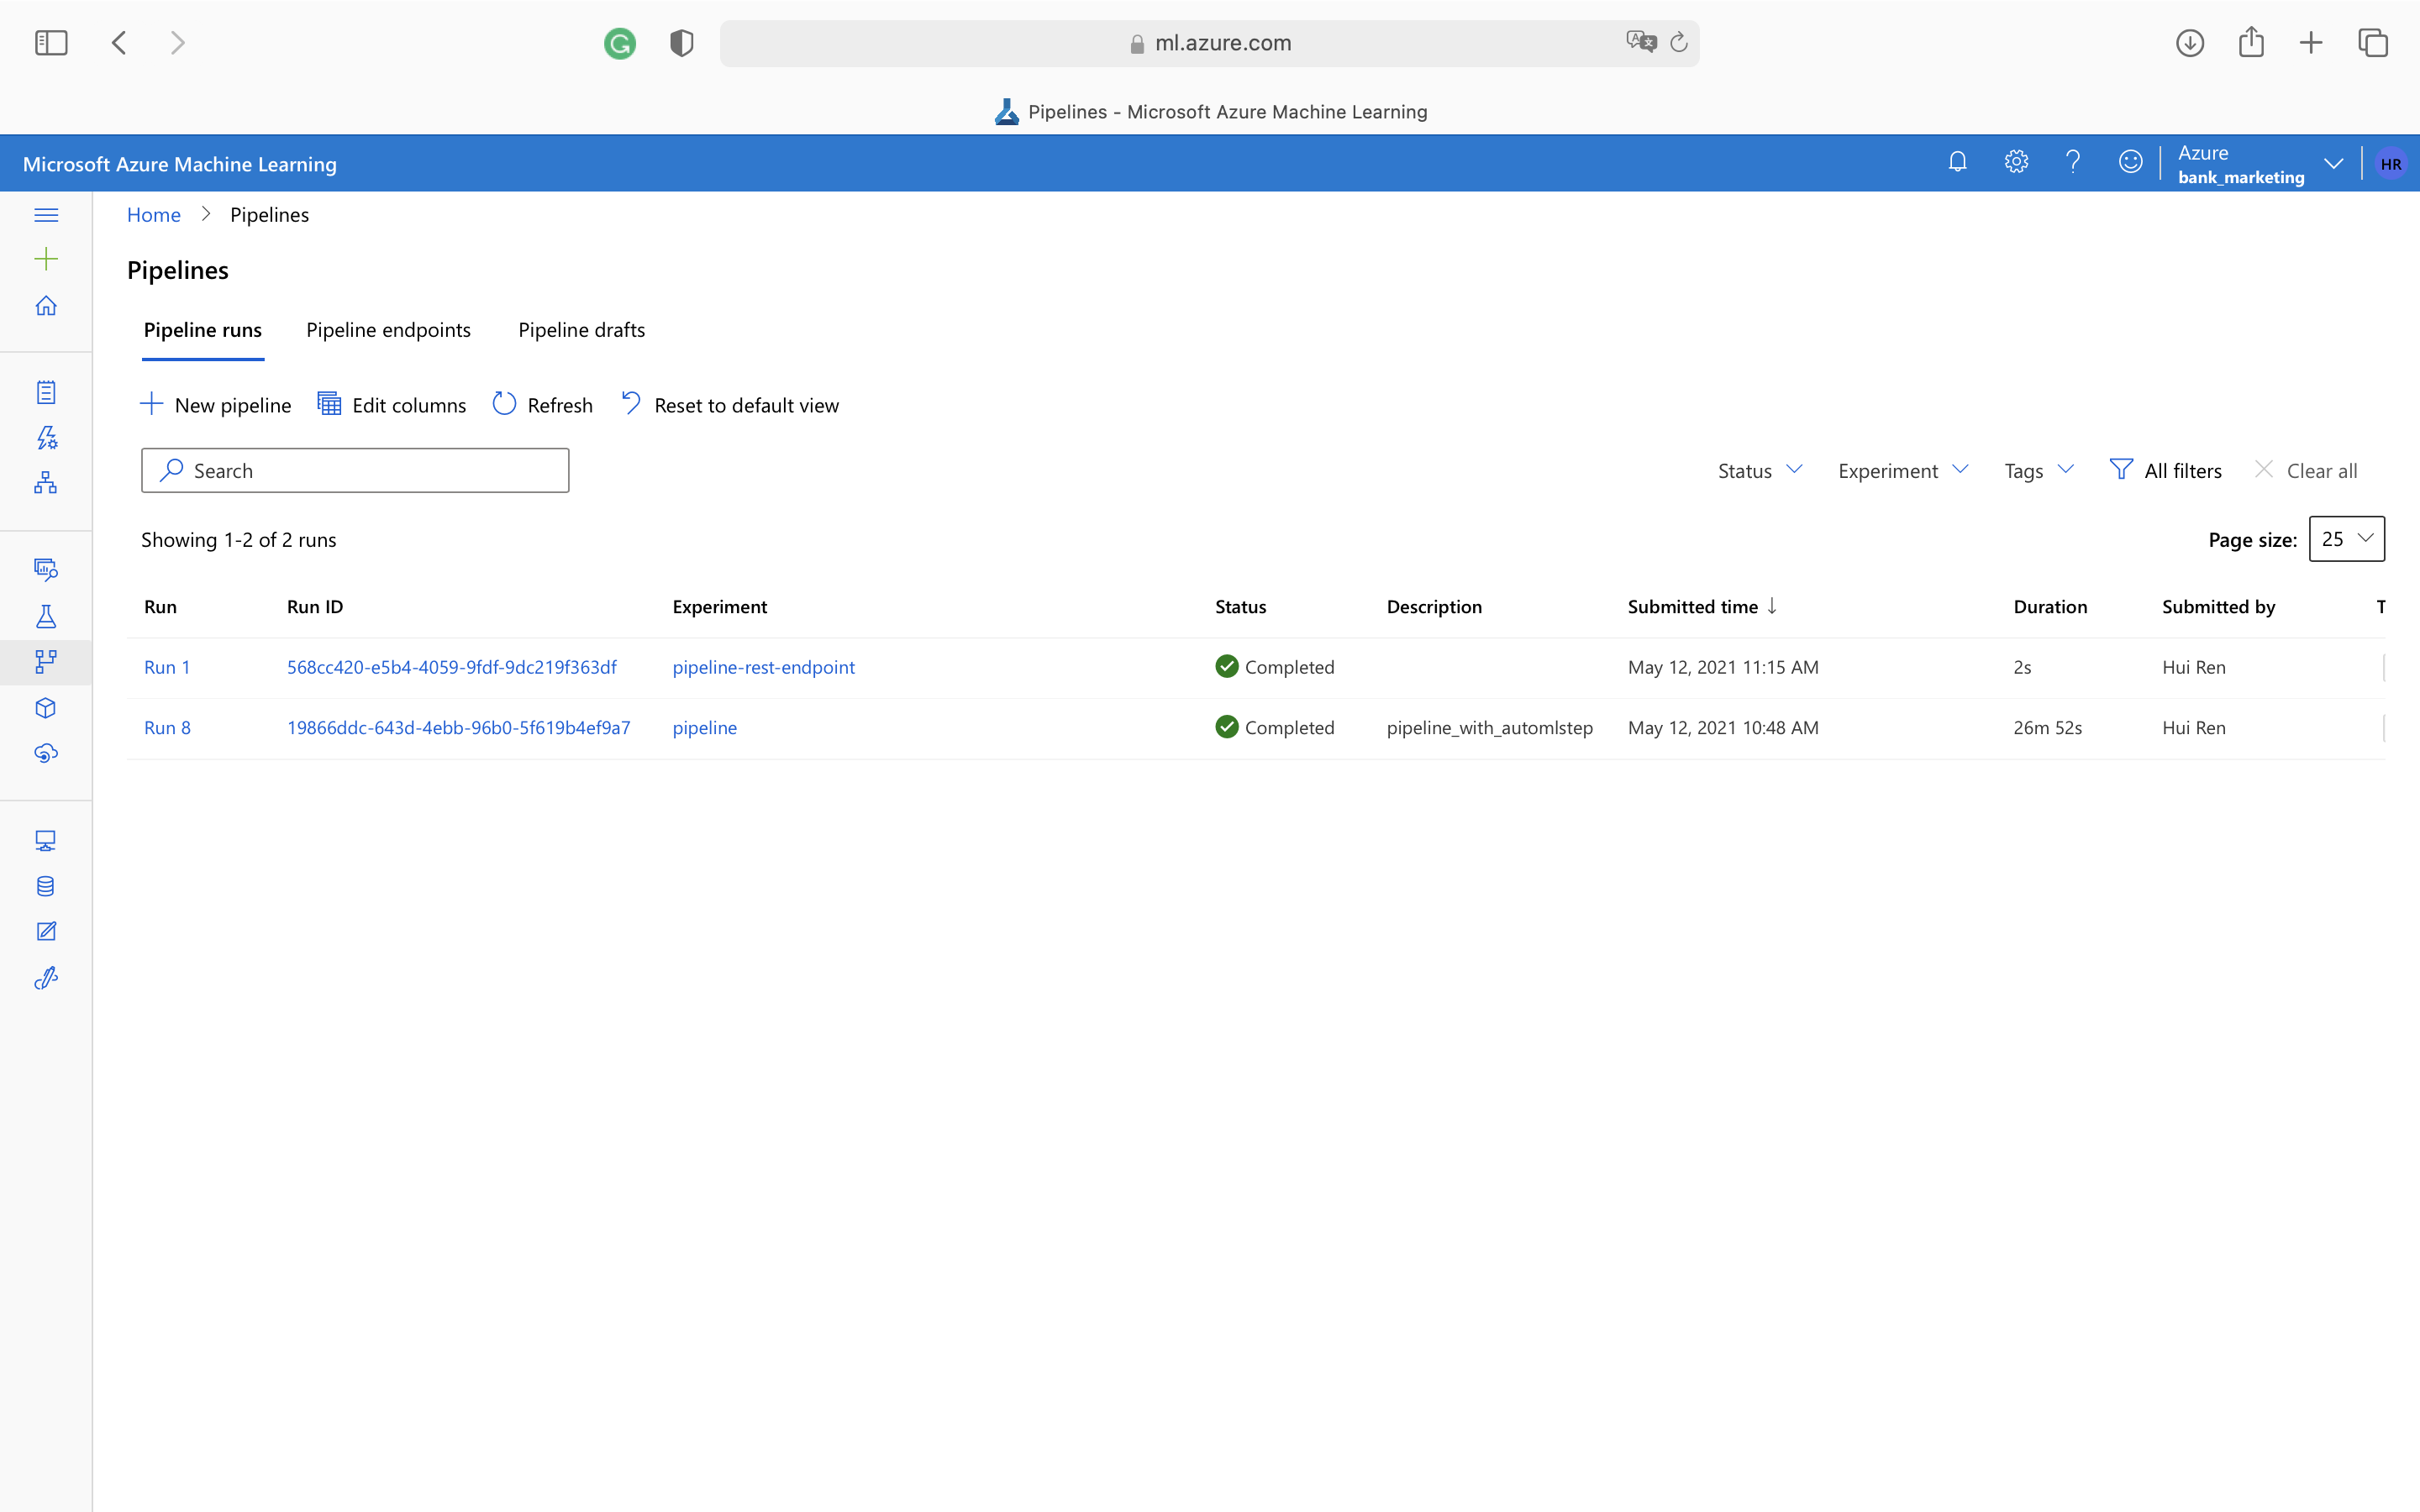 ml.azure.com
Pipelines - Microsoft Azure Machine Learning
Microsoft Azure Machine Learning
Azure
bank_marketing
HR
Home > Pipelines
Pipelines
Pipeline runs Pipeline endpoints Pipeline drafts
New pipeline Edit columns Refresh Reset to default view
Search Status Experiment Tags All filters Clear all
Showing 1-2 of 2 runs Page size: 25
Run Run ID Experiment Status Description Submitted time ↓ Duration Submitted by T
Run 1 568cc420-e5b4-4059-9fdf-9dc219f363df pipeline-rest-endpoint Completed May 12, 2021 11:15 AM 2s Hui Ren
Run 8 19866ddc-643d-4ebb-96b0-5f619b4ef9a7 pipeline Completed pipeline_with_automlstep May 12, 2021 10:48 AM 26m 52s Hui Ren